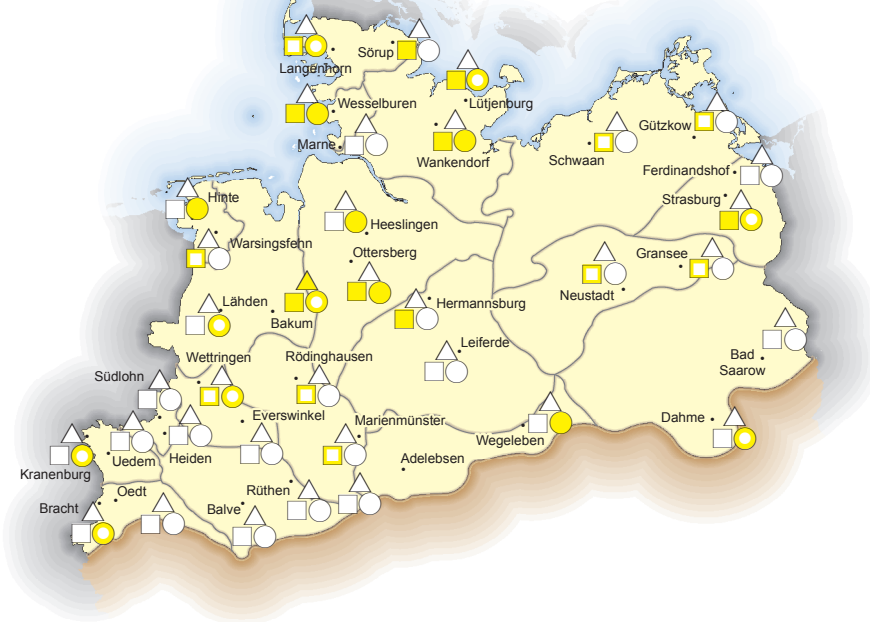 Sörup
Langenhorn
Wesselburen
Lütjenburg
Gützkow
Marne
Wankendorf
Schwaan
Ferdinandshof
Hinte
Strasburg
Heeslingen
Warsingsfehn
Ottersberg
Gransee
Neustadt
Lähden
Hermannsburg
Bakum
Leiferde
Wettringen
Rödinghausen
Bad
Saarow
Südlohn
Everswinkel
Marienmünster
Dahme
Wegeleben
Uedem
Heiden
Adelebsen
Kranenburg
Oedt
Rüthen
Bracht
Balve